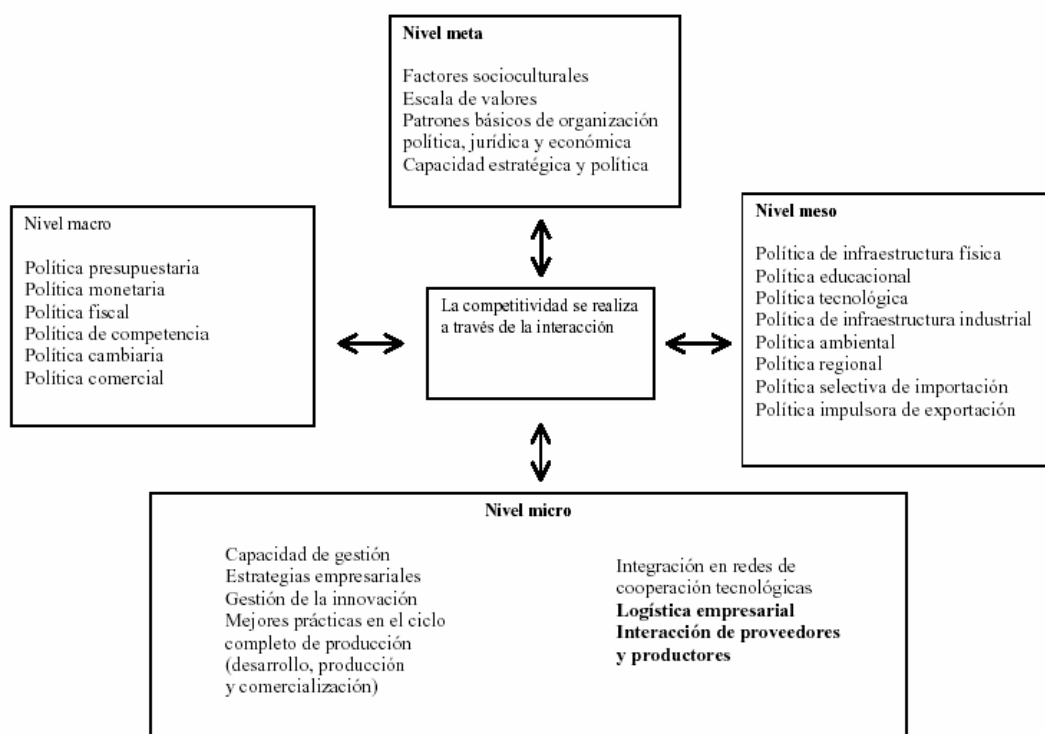 Nivel meta
Factores socioculturales
Escala de valores
Patrones básicos de organización
política, jurídica y económica
Capacidad estratégica y política
Nivel macro
Política presupuestaria
Política monetaria
Política fiscal
Política de competencia
Política cambiaria
Política comercial
La competitividad se realiza
a través de la interacción
Nivel meso
Política de infraestructura física
Política educacional
Política tecnológica
Política de infraestructura industrial
Política ambiental
Política regional
Política selectiva de importación
Política impulsora de exportación
Nivel micro
Capacidad de gestión
Estrategias empresariales
Gestión de la innovación
Mejores prácticas en el ciclo
completo de producción
(desarrollo, producción
y comercialización)
Integración en redes de
cooperación tecnológicas
Logística empresarial
Interacción de proveedores
y productores